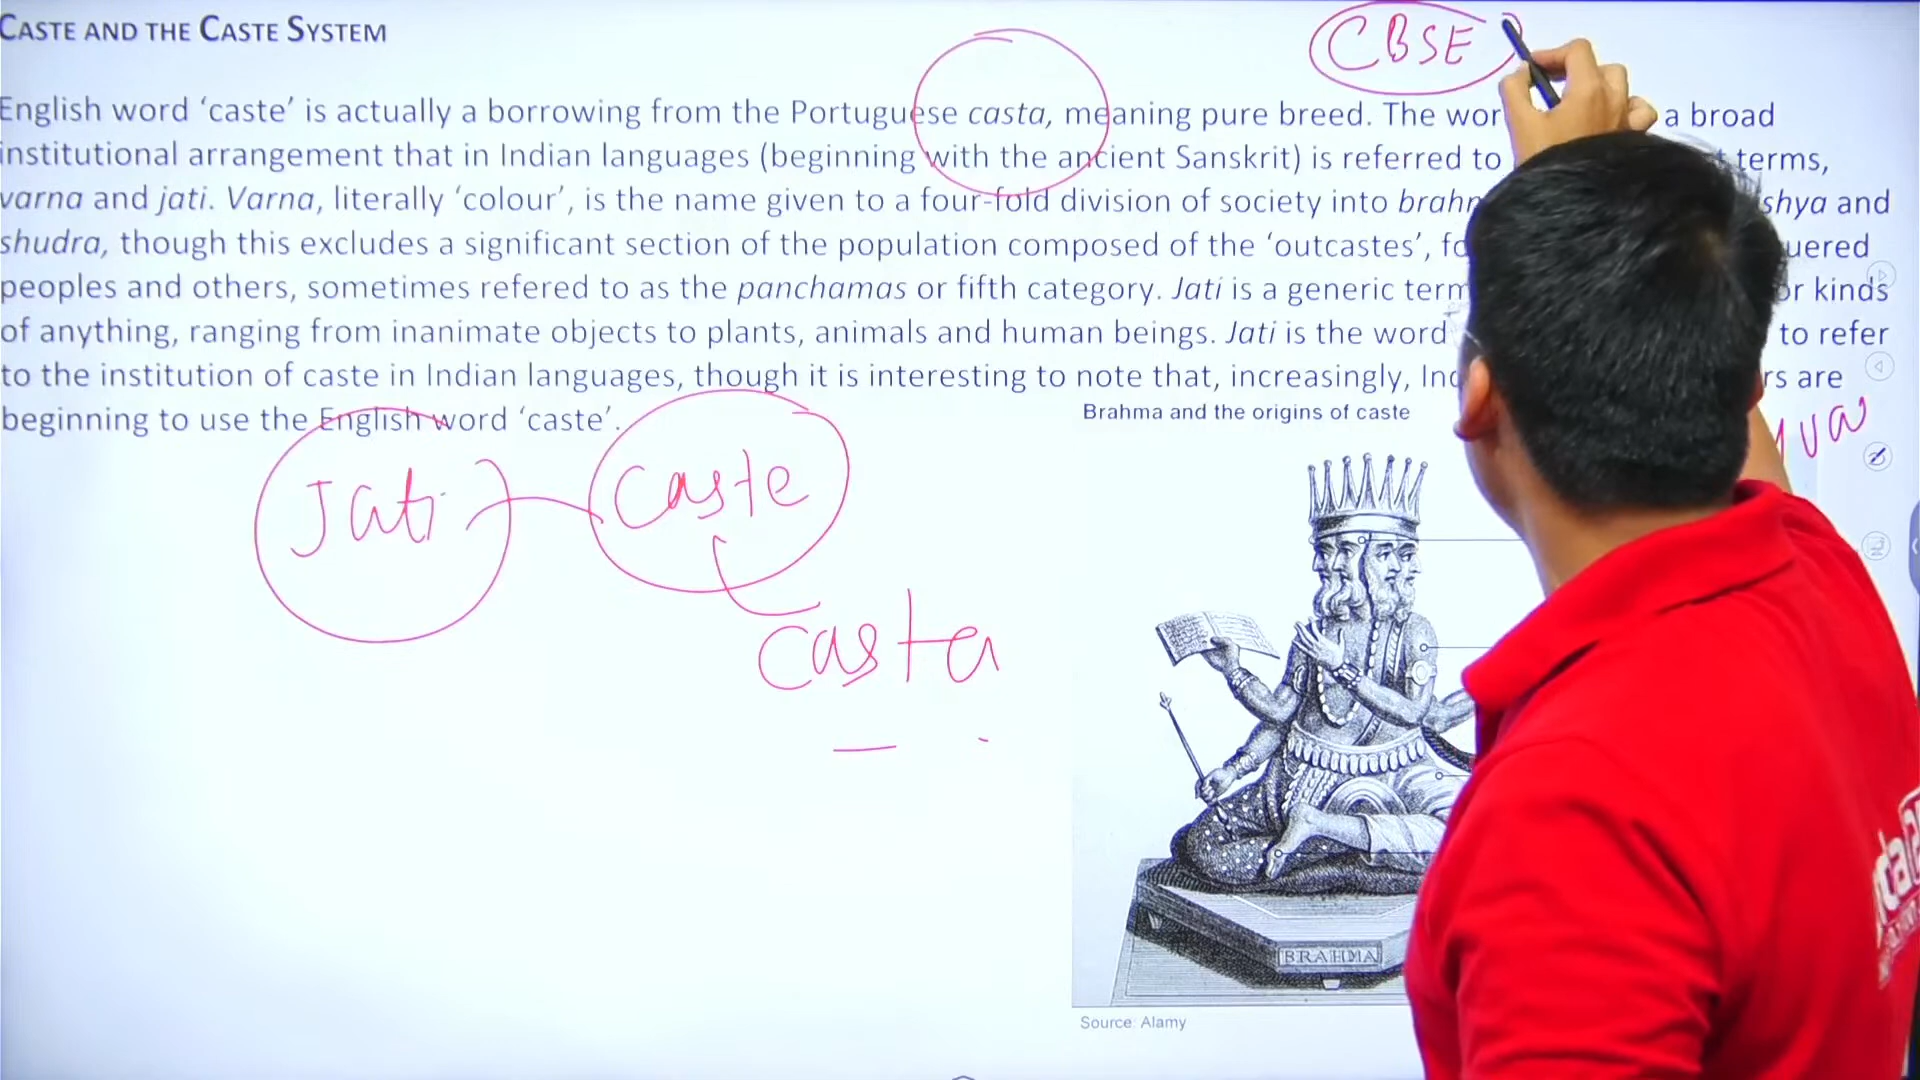 CASTE AND THE CASTE SYSTEM
CBSE
English word ‘caste’ is actually a borrowing from the Portuguese casta, meaning pure breed. The wor a broad
institutional arrangement that in Indian languages (beginning with the ancient Sanskrit) is referred to terms,
varna and jati. Varna, literally ‘colour’, is the name given to a four-fold division of society into brahm shya and
shudra, though this excludes a significant section of the population composed of the ‘outcastes’, fo uered
peoples and others, sometimes refered to as the panchamas or fifth category. Jati is a generic term or kinds
of anything, ranging from inanimate objects to plants, animals and human beings. Jati is the word to refer
to the institution of caste in Indian languages, though it is interesting to note that, increasingly, Ind rs are
beginning to use the English word ‘caste’.
Brahma and the origins of caste
Jati
Caste
Casta
BRAHMA
Source: Alamy